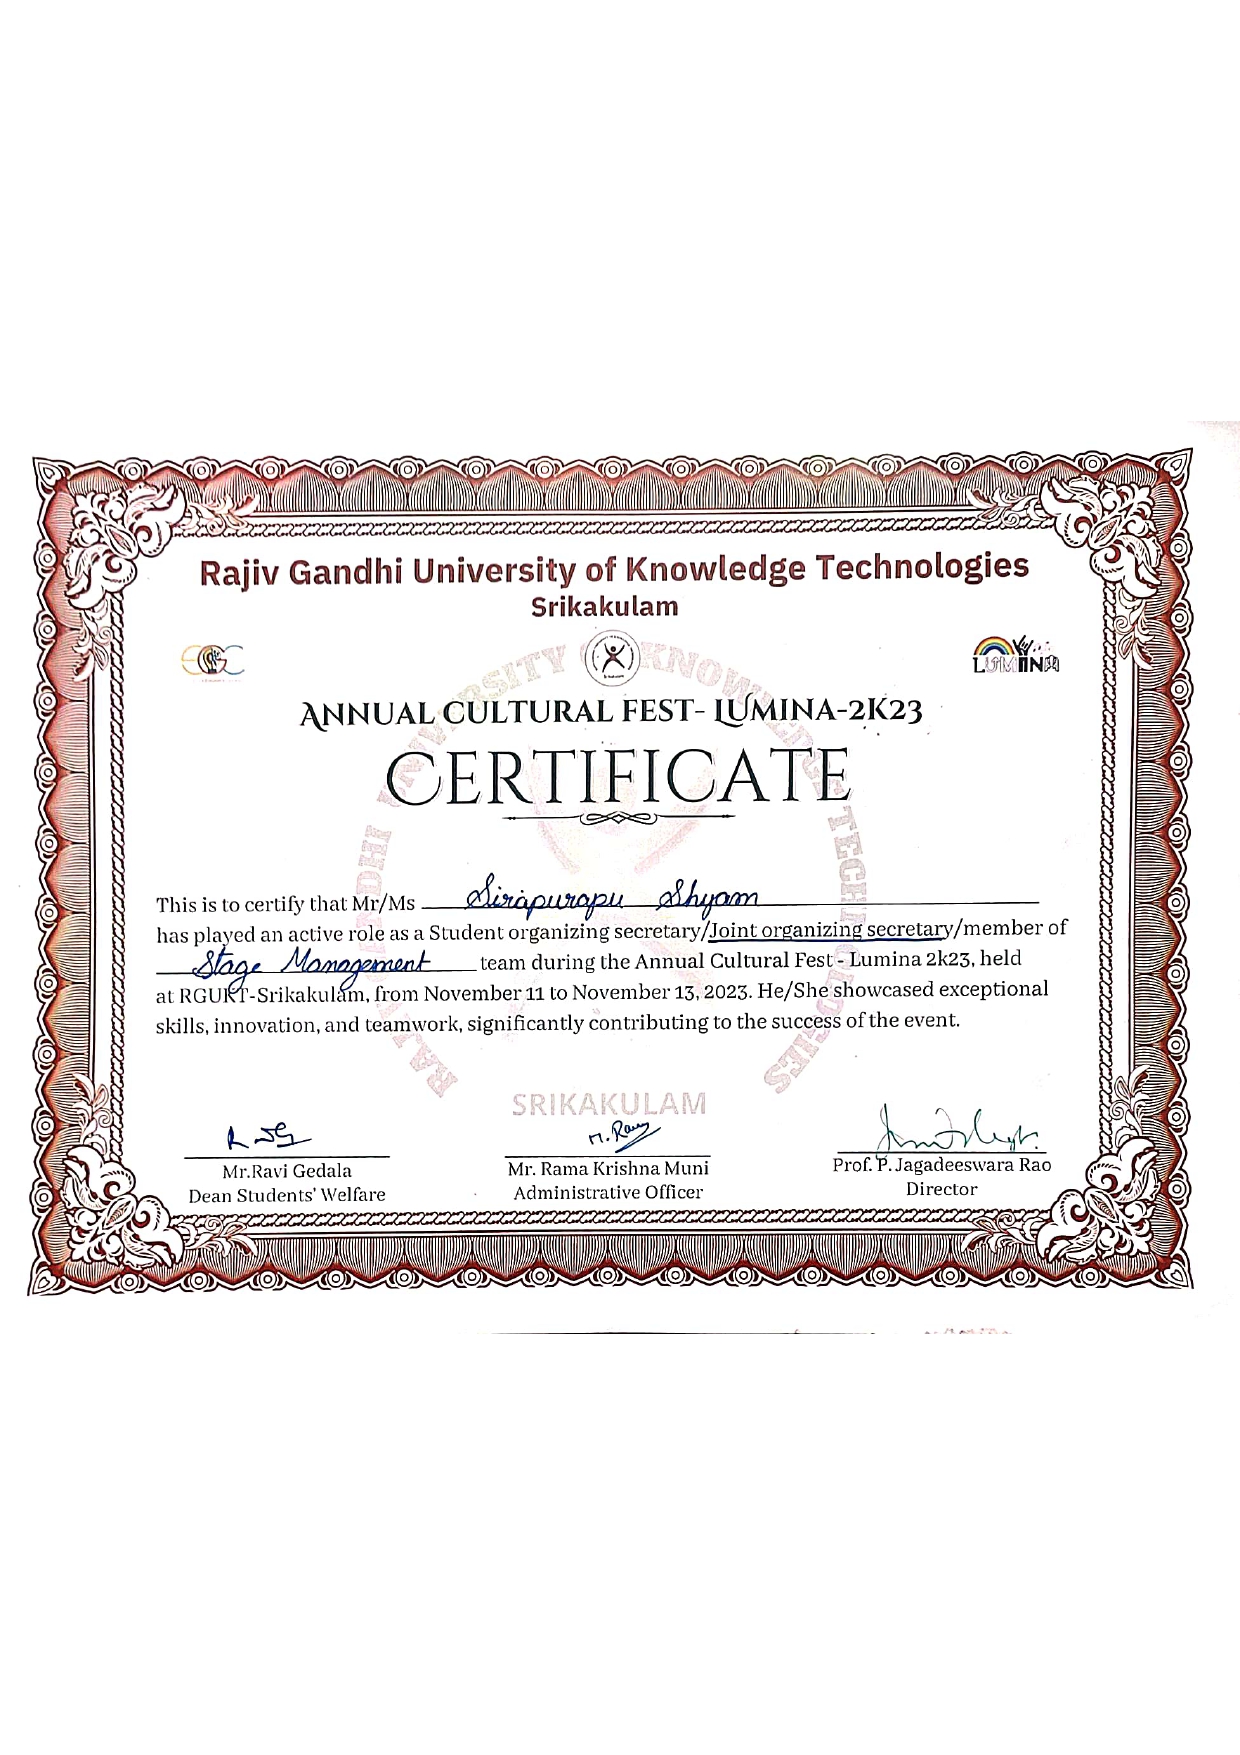 Rajiv Gandhi University of Knowledge Technologies
Srikakulam
LUMINA
ANNUAL CULTURAL FEST- LUMINA-2K23
CERTIFICATE
This is to certify that Mr/Ms Sirapurapu Shyam
has played an active role as a Student organizing secretary/Joint organizing secretary/member of
Stage Management team during the Annual Cultural Fest - Lumina 2k23, held
at RGUKT-Srikakulam, from November 11 to November 13, 2023. He/She showcased exceptional
skills, innovation, and teamwork, significantly contributing to the success of the event.
RAJIV GANDHI UNIVERSITY OF KNOWLEDGE TECHNOLOGIES
SRIKAKULAM
Mr.Ravi Gedala
Dean Students' Welfare
Mr. Rama Krishna Muni
Administrative Officer
Prof. P. Jagadeeswara Rao
Director